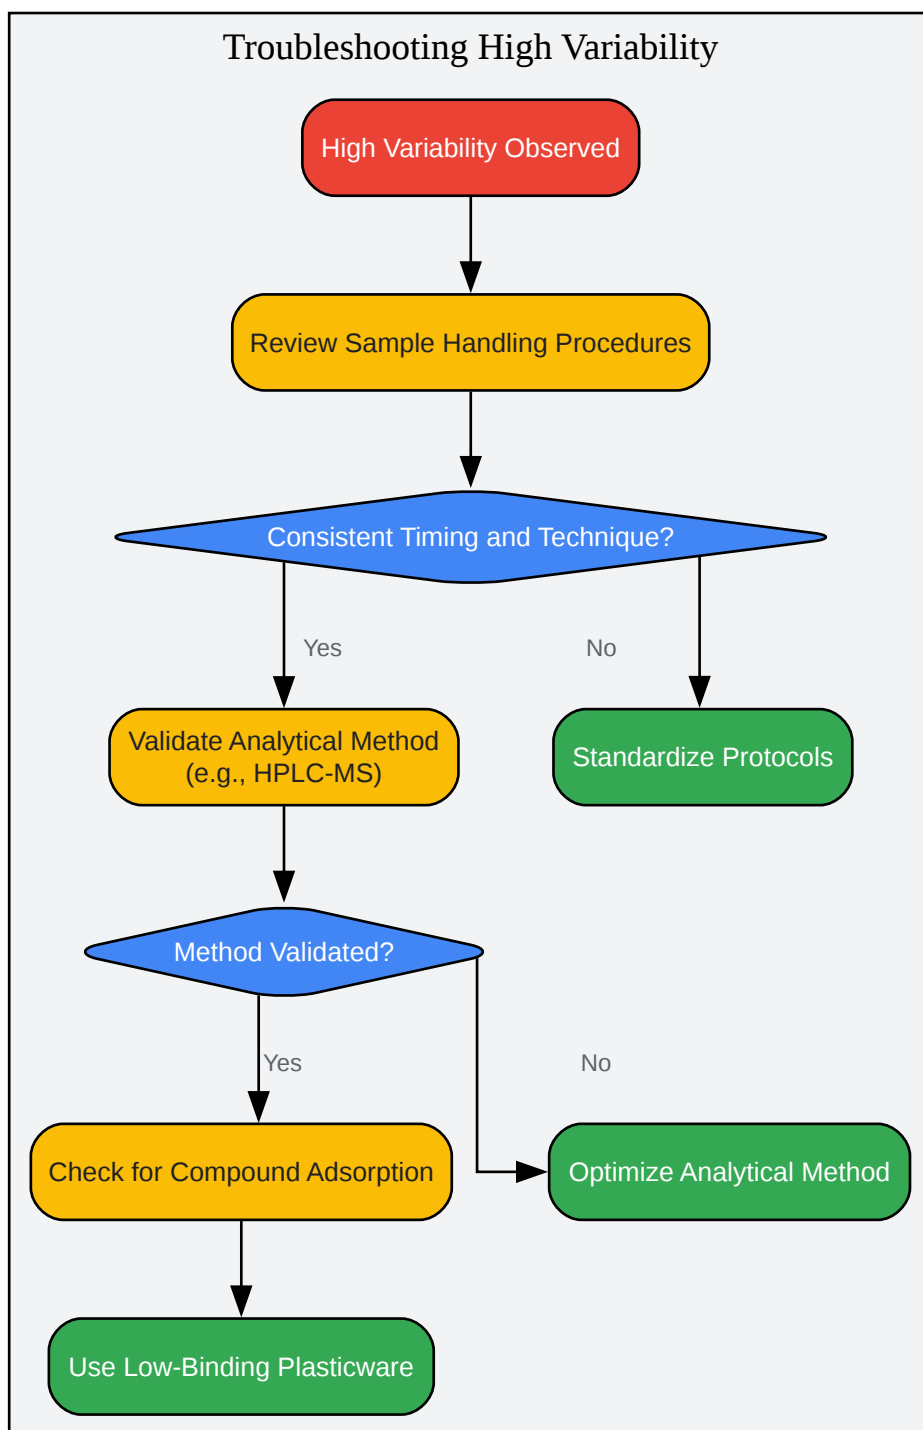 Troubleshooting High Variability
High Variability Observed
Review Sample Handling Procedures
Consistent Timing and Technique?
Yes
No
Validate Analytical Method
(e.g., HPLC-MS)
Standardize Protocols
Method Validated?
Yes
No
Check for Compound Adsorption
Optimize Analytical Method
Use Low-Binding Plasticware